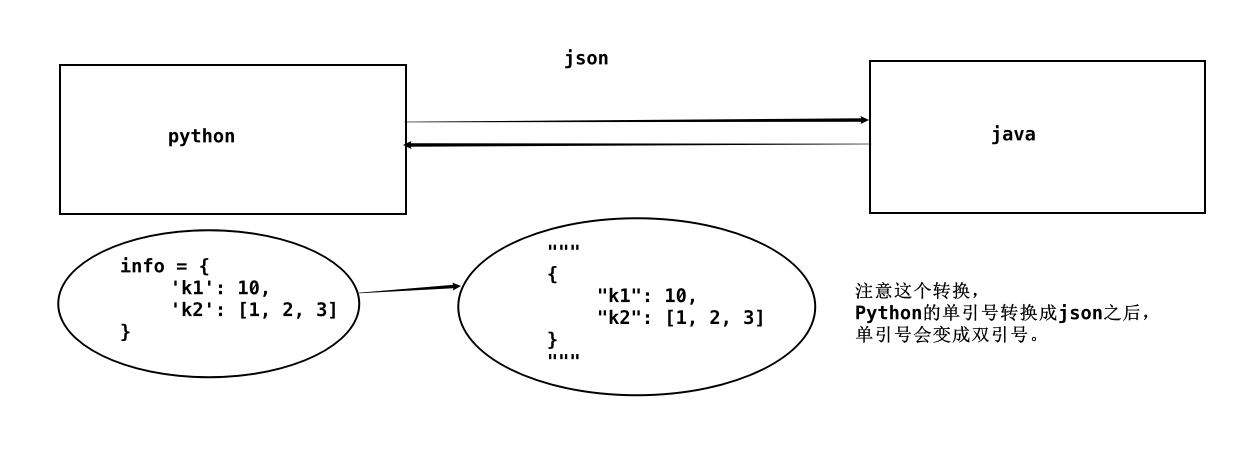 json
python
java
info = {
'k1': 10,
'k2': [1, 2, 3]
}
"""
{
"k1": 10,
"k2": [1, 2, 3]
}
"""
注意这个转换，
Python的单引号转换成json之后，
单引号会变成双引号。